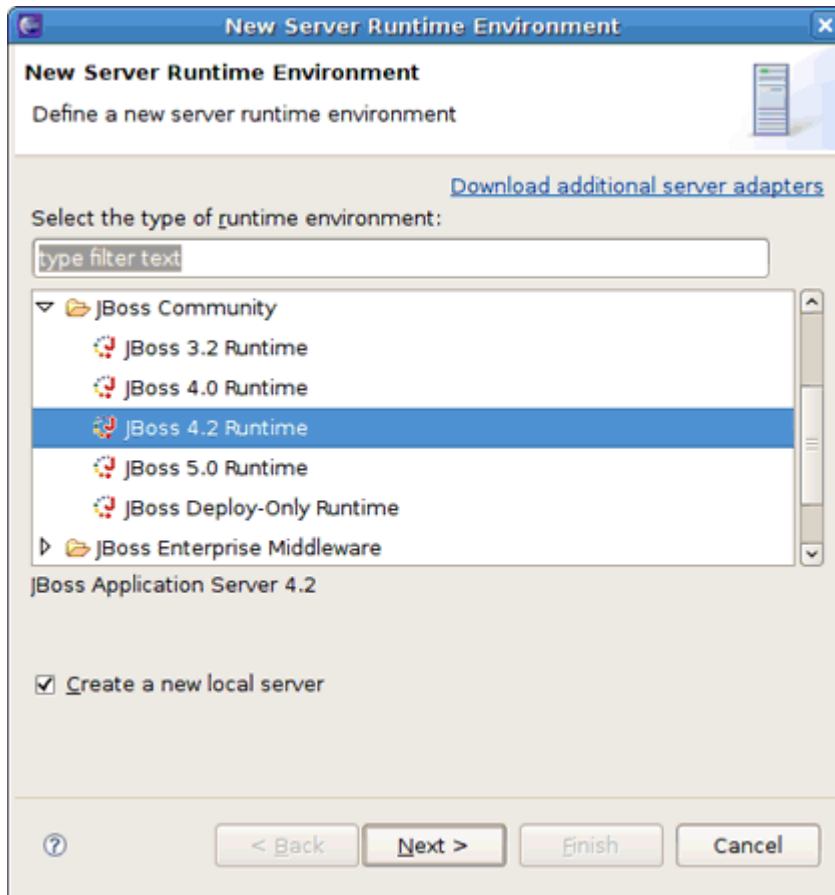 New Server Runtime Environment
New Server Runtime Environment
Define a new server runtime environment
Download additional server adapters
Select the type of runtime environment:
type filter text
JBoss Community
JBoss 3.2 Runtime
JBoss 4.0 Runtime
JBoss 4.2 Runtime
JBoss 5.0 Runtime
JBoss Deploy-Only Runtime
JBoss Enterprise Middleware
JBoss Application Server 4.2
Create a new local server
< Back Next > Finish Cancel